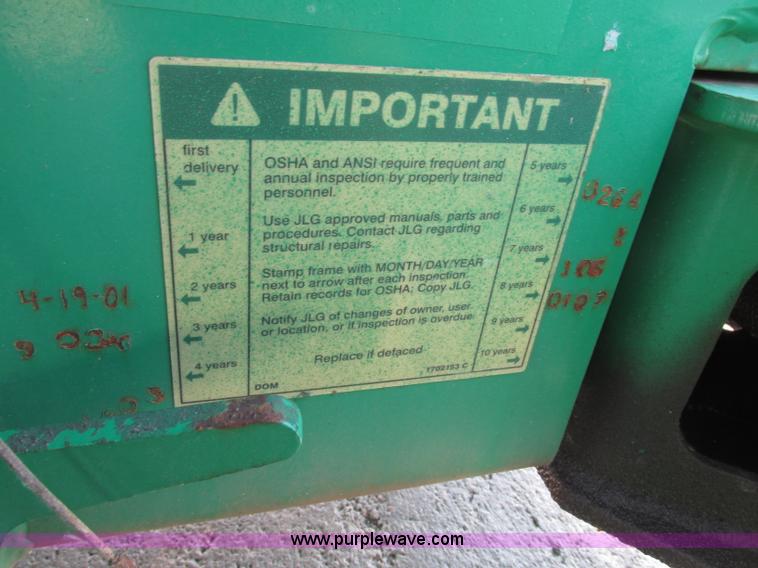 IMPORTANT
first
delivery
1 year
2 years
3 years
4 years
OSHA and ANSI require frequent and
annual inspection by properly trained
personnel.
Use JLG approved manuals, parts and
procedures. Contact JLG regarding
structural repairs.
Stamp frame with MONTH/DAY/YEAR
next to arrow after each inspection.
Retain records for OSHA; Copy JLG.
Notify JLG of changes of owner, user
or location, or if inspection is overdue.
Replace if defaced
DOM
1702153 C
5 years
6 years
7 years
8 years
9 years
10 years
4-19-01
www.purplewave.com